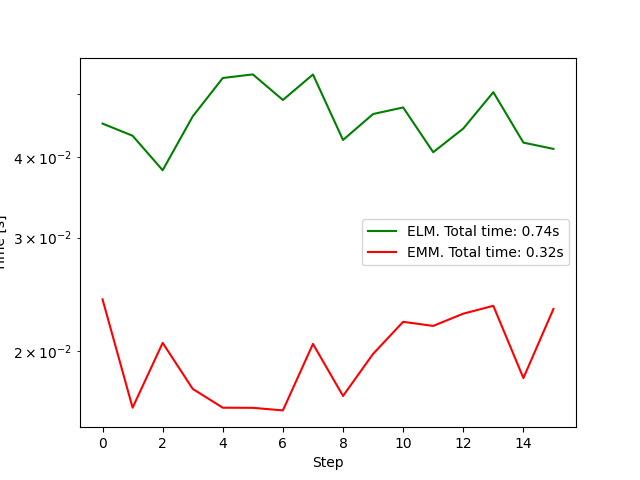 4 × 10⁻²
3 × 10⁻²
2 × 10⁻²
Time [s]
ELM. Total time: 0.74s
EMM. Total time: 0.32s
0 2 4 6 8 10 12 14
Step